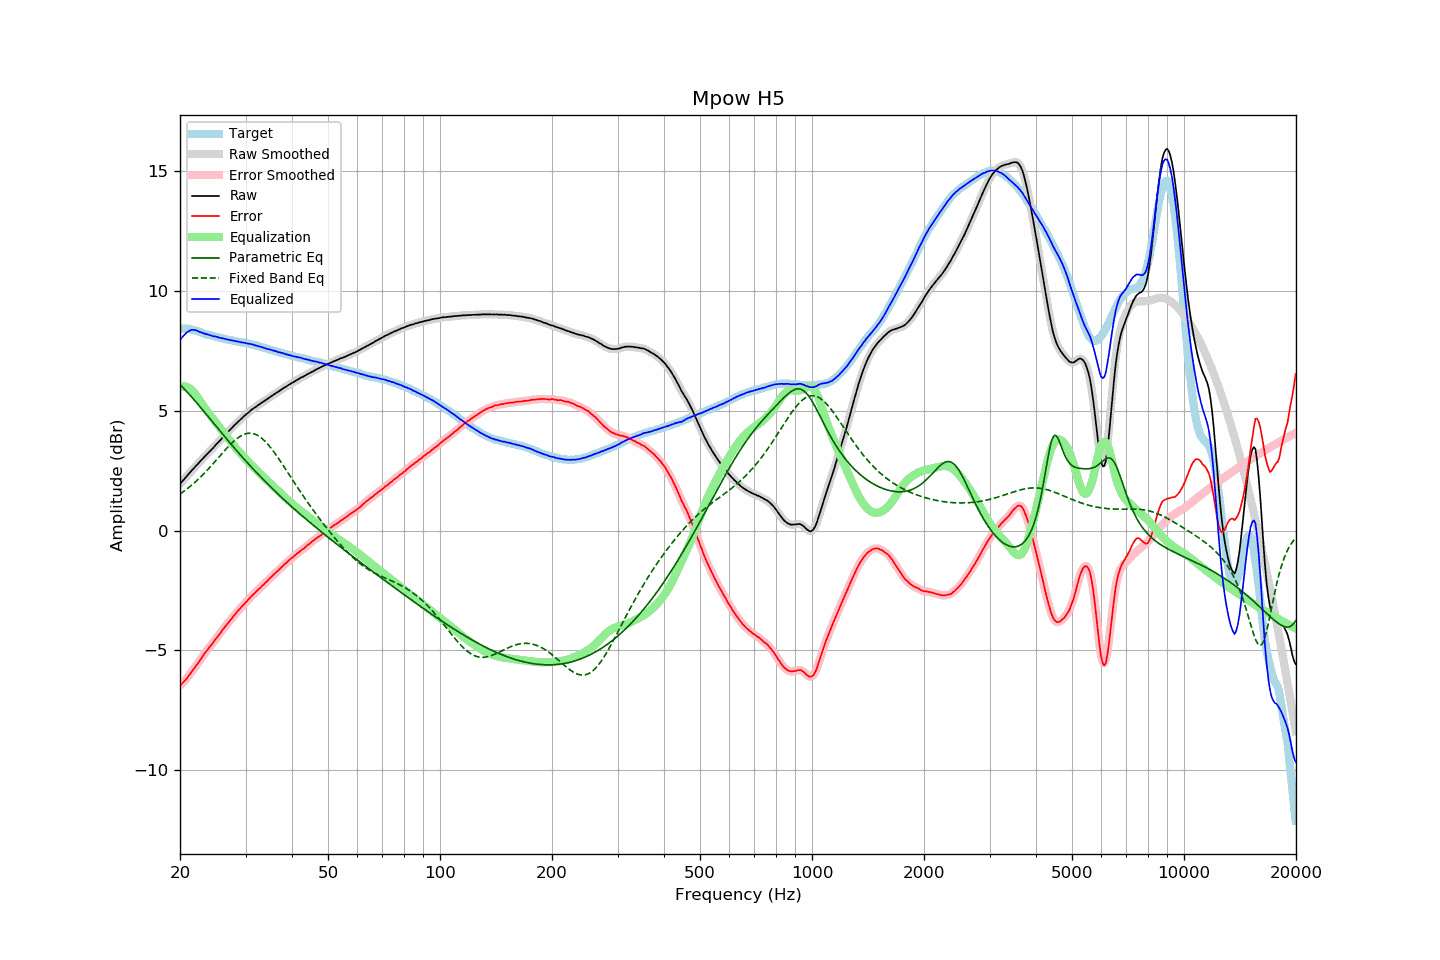 Mpow H5
Target
Raw Smoothed
Error Smoothed
Raw
Error
Equalization
Parametric Eq
Fixed Band Eq
Equalized
Amplitude (dBr)
15
10
5
0
−5
−10
20 50 100 200 500 1000 2000 5000 10000 20000
Frequency (Hz)